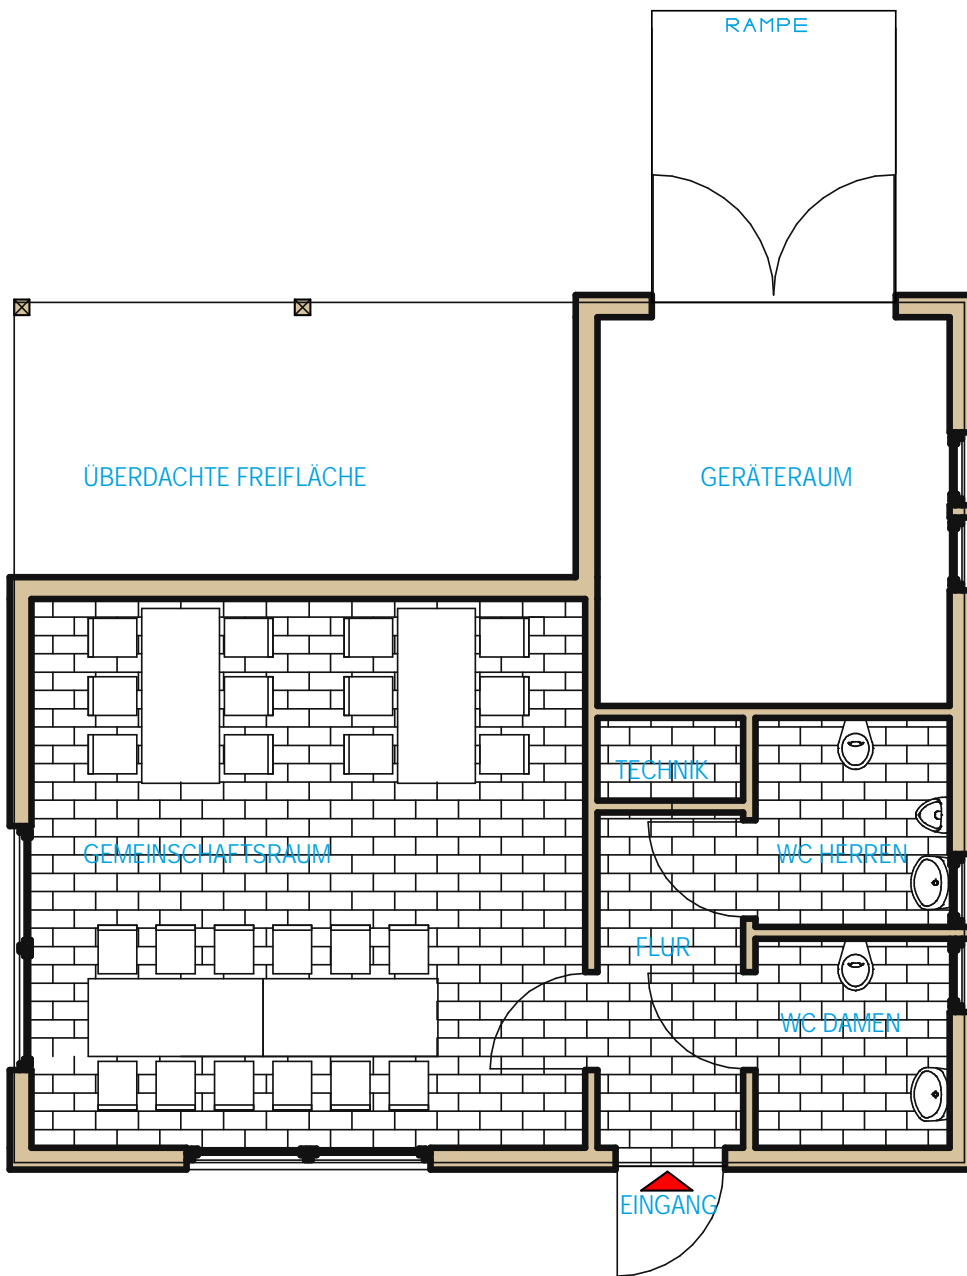 RAMPE
ÜBERDACHTE FREIFLÄCHE
GERÄTERAUM
TECHNIK
GEMEINSCHAFTSRAUM
WC HERREN
FLUR
WC DAMEN
EINGANG